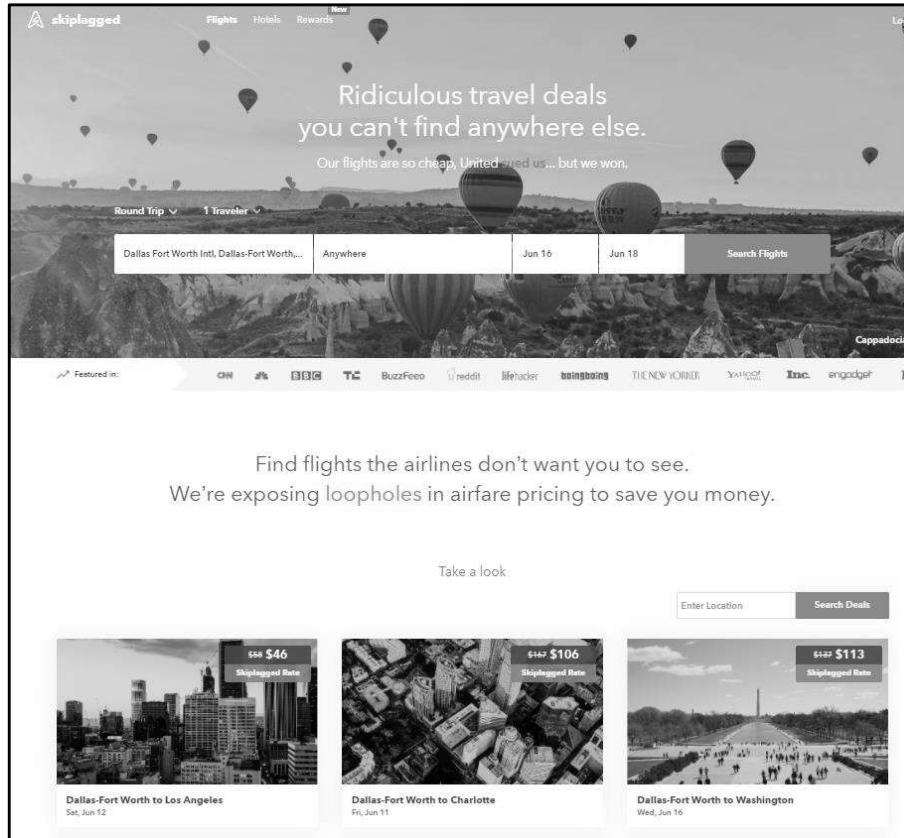 skiplagged
Flights Hotels Rewards New
Ridiculous travel deals
you can't find anywhere else.
Our flights are so cheap, United sued us... but we won.
Round Trip 1 Traveler
Dallas Fort Worth Intl, Dallas-Fort Worth,... Anywhere Jun 16 Jun 18 Search Flights
Cappadocia
Featured in: CNN BBC BuzzFeed reddit lifehacker boingboing THE NEW YORKER YAHOO! Inc. engadget
Find flights the airlines don't want you to see.
We're exposing loopholes in airfare pricing to save you money.
Take a look
Enter Location Search Deals
$58 $46 $167 $106 $137 $113
Skiplagged Rate Skiplagged Rate Skiplagged Rate
Dallas-Fort Worth to Los Angeles Dallas-Fort Worth to Charlotte Dallas-Fort Worth to Washington
Sat, Jun 12 Fri, Jun 11 Wed, Jun 16